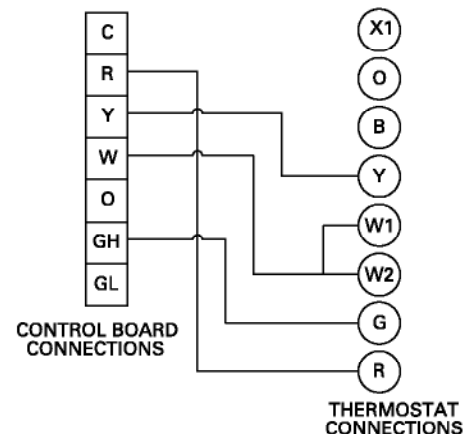 C
R
Y
W
O
GH
GL
CONTROL BOARD
CONNECTIONS
X1
O
B
Y
W1
W2
G
R
THERMOSTAT
CONNECTIONS